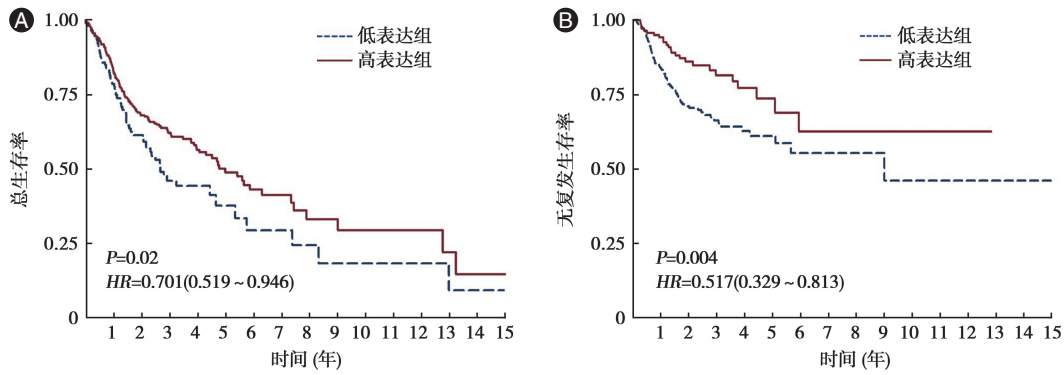 A
总生存率
1.00
0.75
0.50
0.25
0
低表达组
高表达组
P=0.02
HR=0.701(0.519～0.946)
1 2 3 4 5 6 7 8 9 10 11 12 13 14 15
时间 (年)
B
无复发生存率
1.00
0.75
0.50
0.25
0
低表达组
高表达组
P=0.004
HR=0.517(0.329～0.813)
1 2 3 4 5 6 7 8 9 10 11 12 13 14 15
时间 (年)